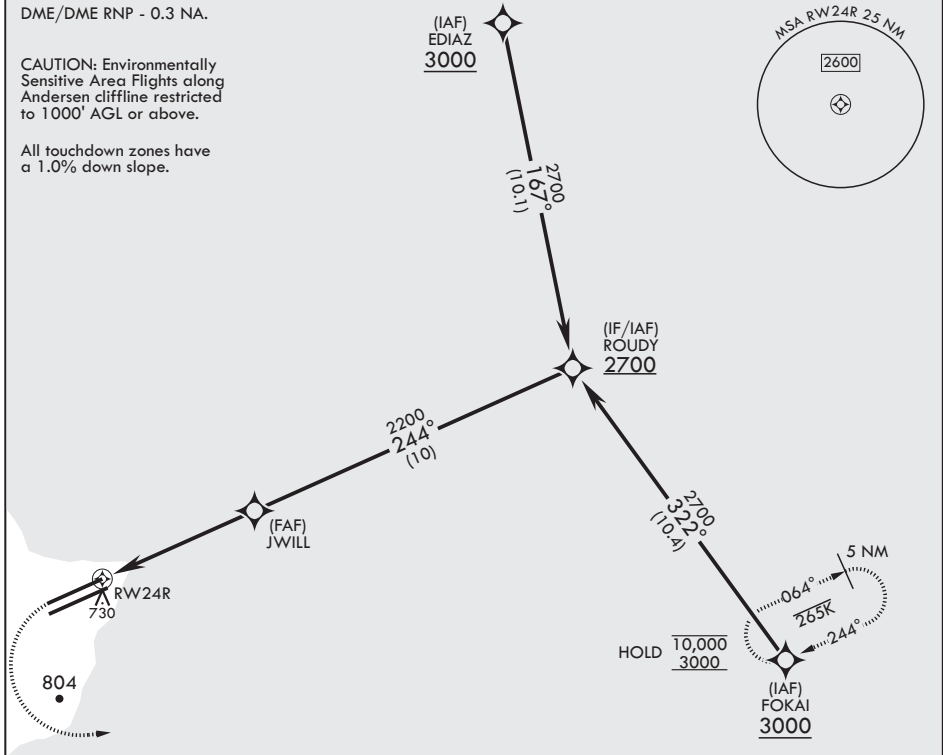 DME/DME RNP - 0.3 NA.
CAUTION: Environmentally
Sensitive Area Flights along
Andersen cliffline restricted
to 1000' AGL or above.
All touchdown zones have
a 1.0% down slope.
(IAF)
EDIAZ
3000
MSA RW24R 25 NM
2600
2700
167°
(10.1)
(IF/IAF)
ROUDY
2700
2200
244°
(10)
(FAF)
JWILL
2700
322°
(10.4)
RW24R
730
804
5 NM
064°
265K
244°
HOLD 10,000
3000
(IAF)
FOKAI
3000